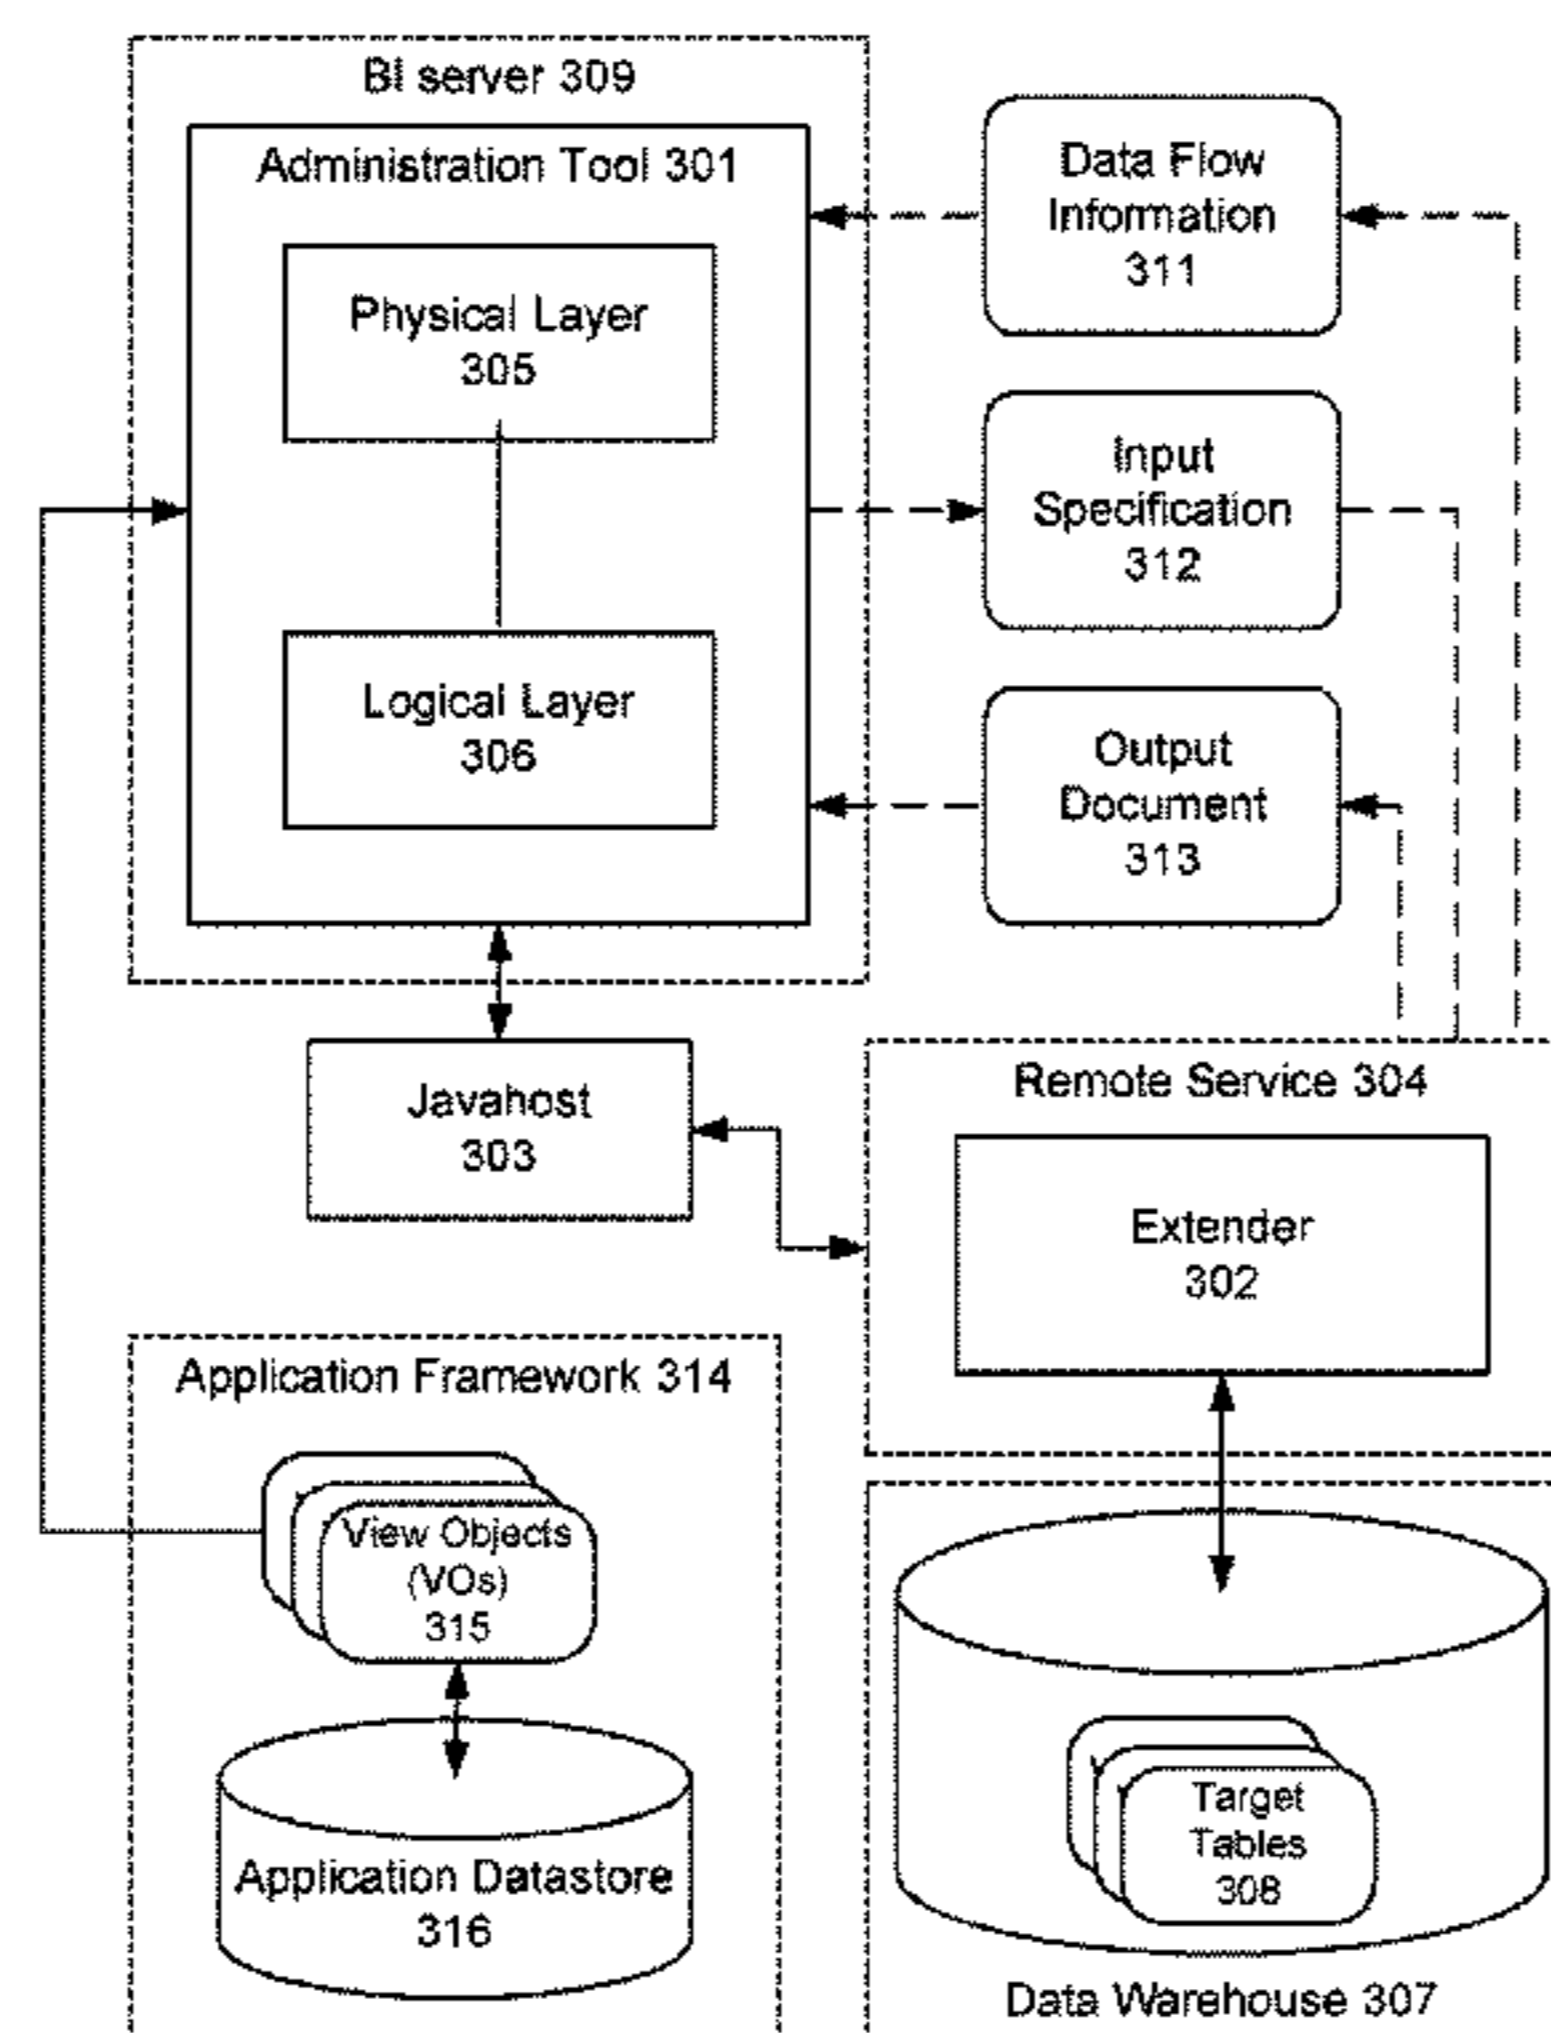 BI server 309
Administration Tool 301
Physical Layer
305
Logical Layer
306
Data Flow
Information
311
Input
Specification
312
Output
Document
313
Javahost
303
Remote Service 304
Extender
302
Application Framework 314
View Objects
(VOs)
315
Application Datastore
316
Target
Tables
308
Data Warehouse 307